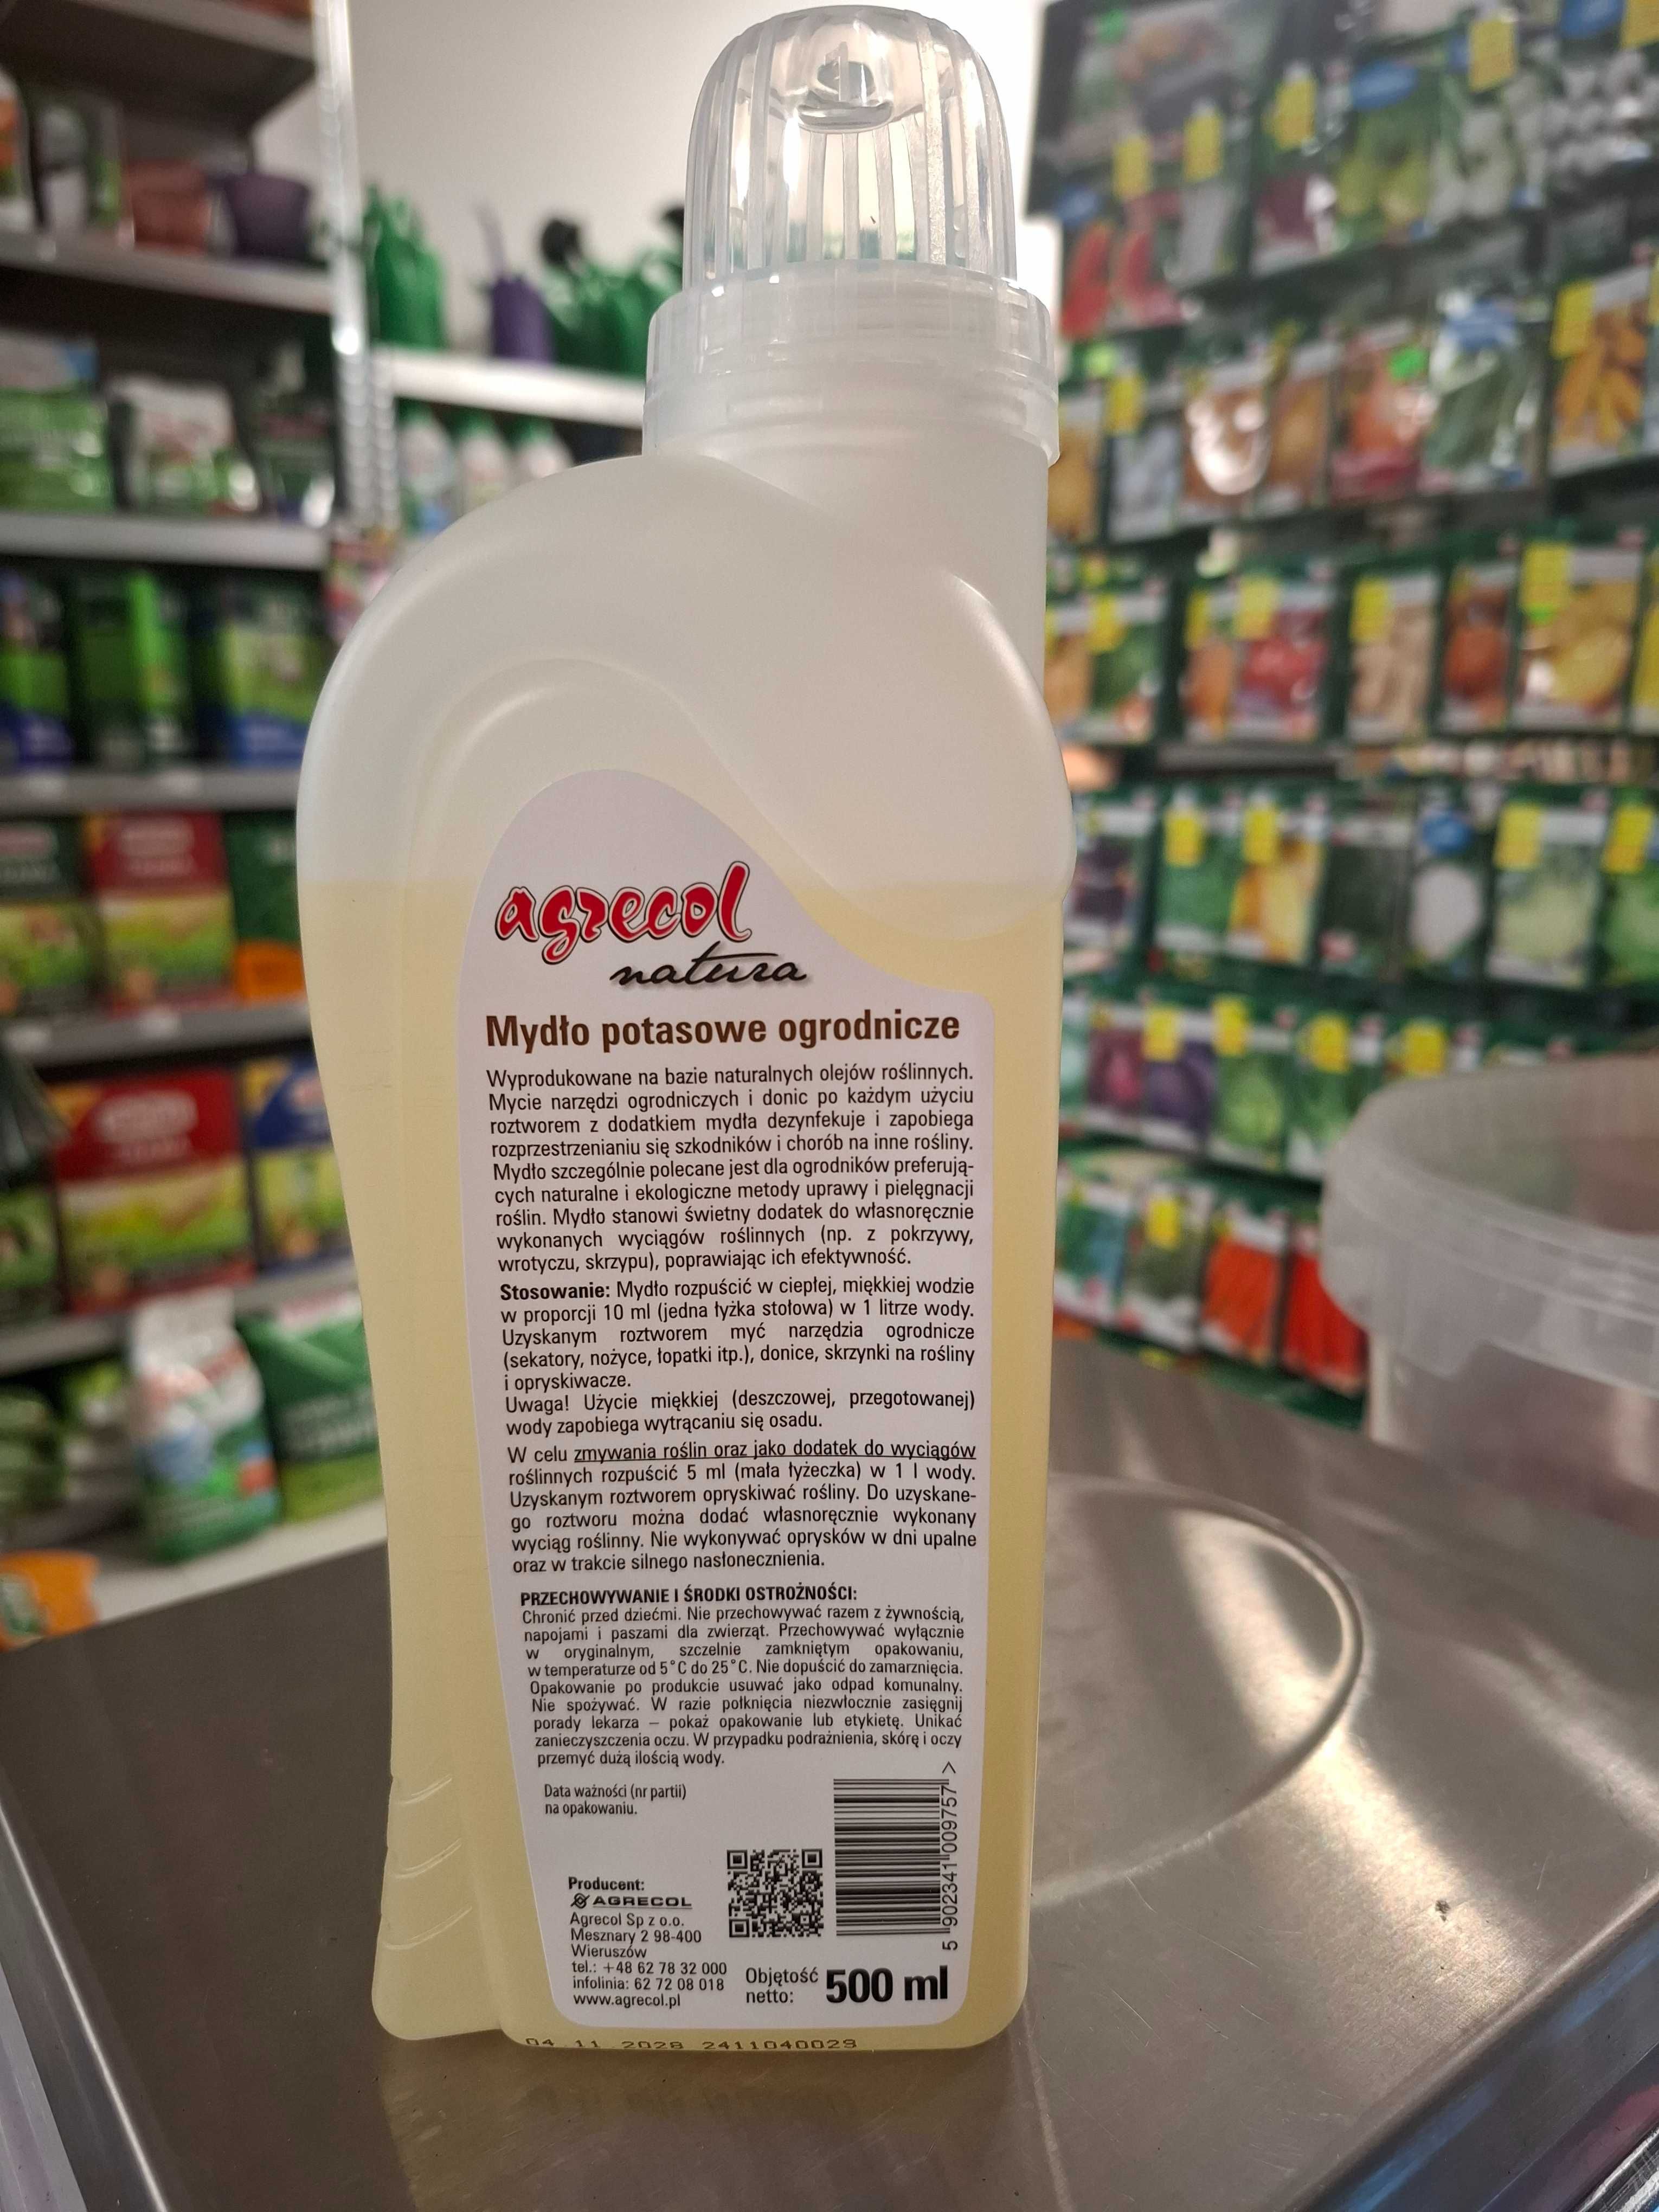 agrecol
natura
Mydło potasowe ogrodnicze
Wyprodukowane na bazie naturalnych olejów roślinnych.
Mycie narzędzi ogrodniczych i donic po każdym użyciu
roztworem z dodatkiem mydła dezynfekuje i zapobiega
rozprzestrzenianiu się szkodników i chorób na inne rośliny.
Mydło szczególnie polecane jest dla ogrodników preferują-
cych naturalne i ekologiczne metody uprawy i pielęgnacji
roślin. Mydło stanowi świetny dodatek do własnoręcznie
wykonanych wyciągów roślinnych (np. z pokrzywy,
wrotyczu, skrzypu), poprawiając ich efektywność.
Stosowanie: Mydło rozpuścić w ciepłej, miękkiej wodzie
w proporcji 10 ml (jedna łyżka stołowa) w 1 litrze wody.
Uzyskanym roztworem myć narzędzia ogrodnicze
(sekatory, nożyce, łopatki itp.), donice, skrzynki na rośliny
i opryskiwacze.
Uwaga! Użycie miękkiej (deszczowej, przegotowanej)
wody zapobiega wytrącaniu się osadu.
W celu zmywania roślin oraz jako dodatek do wyciągów
roślinnych rozpuścić 5 ml (mała łyżeczka) w 1 l wody.
Uzyskanym roztworem opryskiwać rośliny. Do uzyskane-
go roztworu można dodać własnoręcznie wykonany
wyciąg roślinny. Nie wykonywać oprysków w dni upalne
oraz w trakcie silnego nasłonecznienia.
PRZECHOWYWANIE I ŚRODKI OSTROŻNOŚCI:
Chronić przed dziećmi. Nie przechowywać razem z żywnością,
napojami i paszami dla zwierząt. Przechowywać wyłącznie
w oryginalnym, szczelnie zamkniętym opakowaniu,
w temperaturze od 5°C do 25°C. Nie dopuścić do zamarznięcia.
Opakowanie po produkcie usuwać jako odpad komunalny.
Nie spożywać. W razie połknięcia niezwłocznie zasięgnij
porady lekarza – pokaż opakowanie lub etykietę. Unikać
zanieczyszczenia oczu. W przypadku podrażnienia, skórę i oczy
przemyć dużą ilością wody.
Data ważności (nr partii)
na opakowaniu.
Producent:
AGRECOL
Agrecol Sp z o.o.
Mesznary 2 98-400
Wieruszów
tel.: +48 62 78 32 000
infolinia: 62 72 08 018
www.agrecol.pl
5 902341 009757 >
Objętość
netto:
500 ml
04 11 2028 2411040029